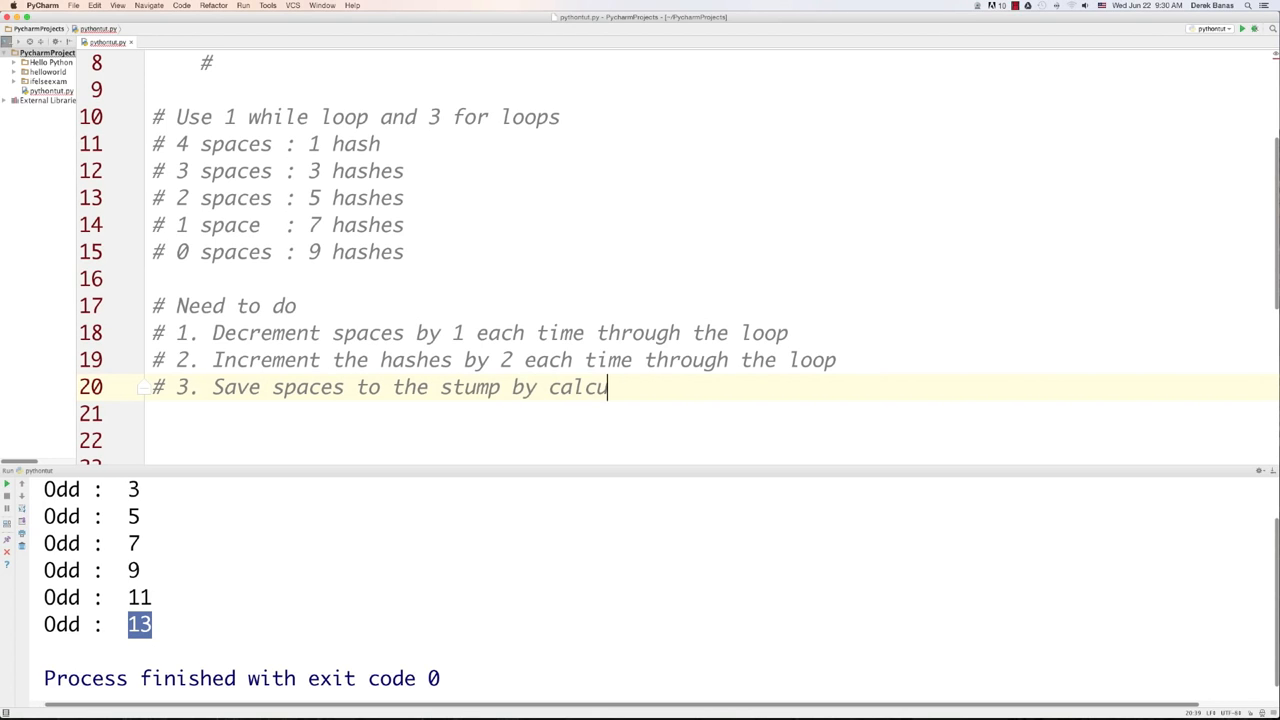 PyCharm File Edit View Navigate Code Refactor Run Tools VCS Window Help 10 Wed Jun 22 9:30 AM Derek Banas
pythontut.py - PycharmProjects - [~/PycharmProjects]
PycharmProjects pythontut.py pythontut
pythontut.py
PycharmProject
Hello Python
helloworld
ifelseexam
pythontut.py
External Librarie
8 #
9
10 # Use 1 while loop and 3 for loops
11 # 4 spaces : 1 hash
12 # 3 spaces : 3 hashes
13 # 2 spaces : 5 hashes
14 # 1 space  : 7 hashes
15 # 0 spaces : 9 hashes
16
17 # Need to do
18 # 1. Decrement spaces by 1 each time through the loop
19 # 2. Increment the hashes by 2 each time through the loop
20 # 3. Save spaces to the stump by calcu
21
22
Run pythontut
Odd :  3
Odd :  5
Odd :  7
Odd :  9
Odd :  11
Odd :  13
Process finished with exit code 0
20:39 LF÷ UTF-8÷